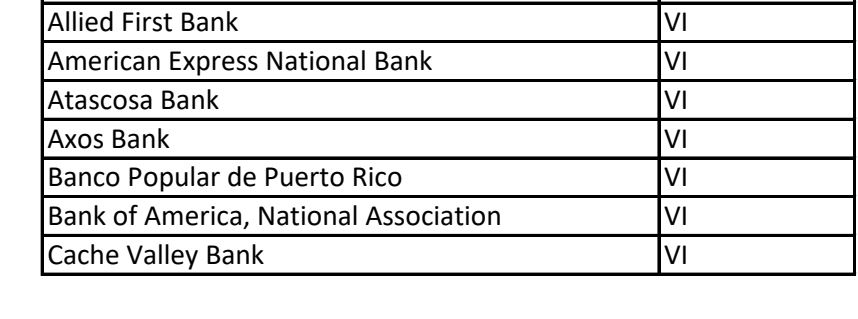 Allied First Bank VI
American Express National Bank VI
Atascosa Bank VI
Axos Bank VI
Banco Popular de Puerto Rico VI
Bank of America, National Association VI
Cache Valley Bank VI